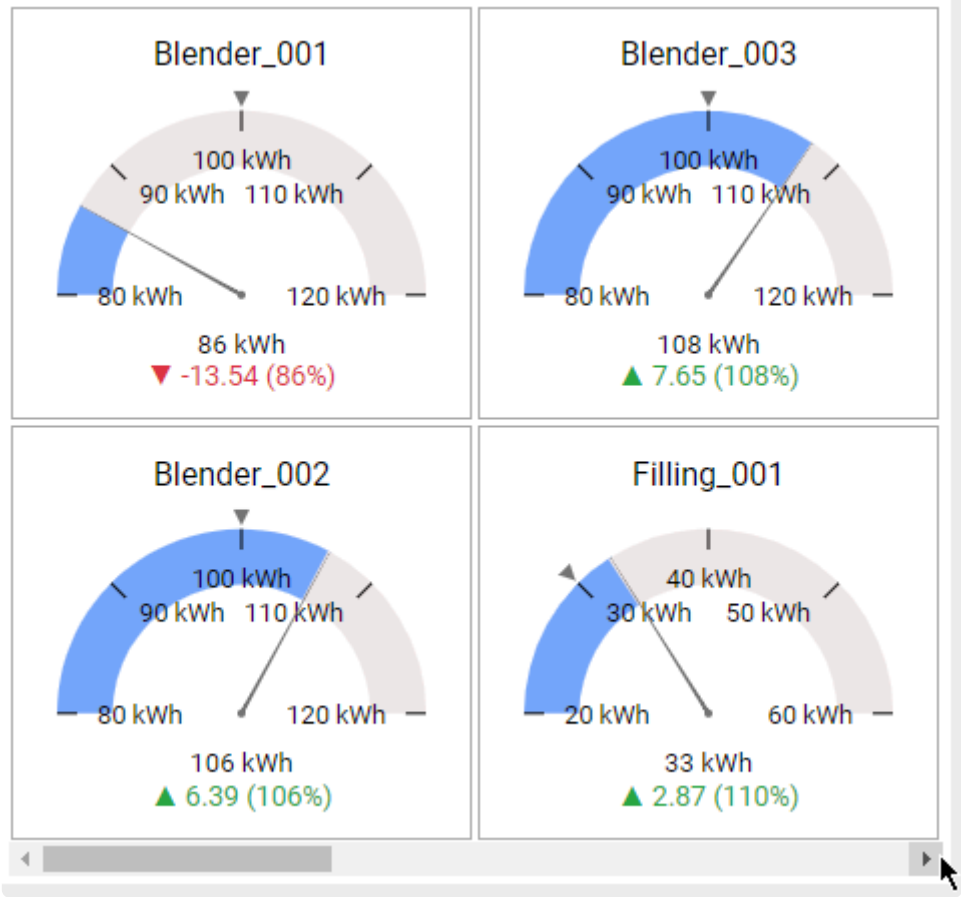 Blender_001
100 kWh
90 kWh 110 kWh
80 kWh 120 kWh
86 kWh
▼ -13.54 (86%)
Blender_003
100 kWh
90 kWh 110 kWh
80 kWh 120 kWh
108 kWh
▲ 7.65 (108%)
Blender_002
100 kWh
90 kWh 110 kWh
80 kWh 120 kWh
106 kWh
▲ 6.39 (106%)
Filling_001
40 kWh
30 kWh 50 kWh
20 kWh 60 kWh
33 kWh
▲ 2.87 (110%)